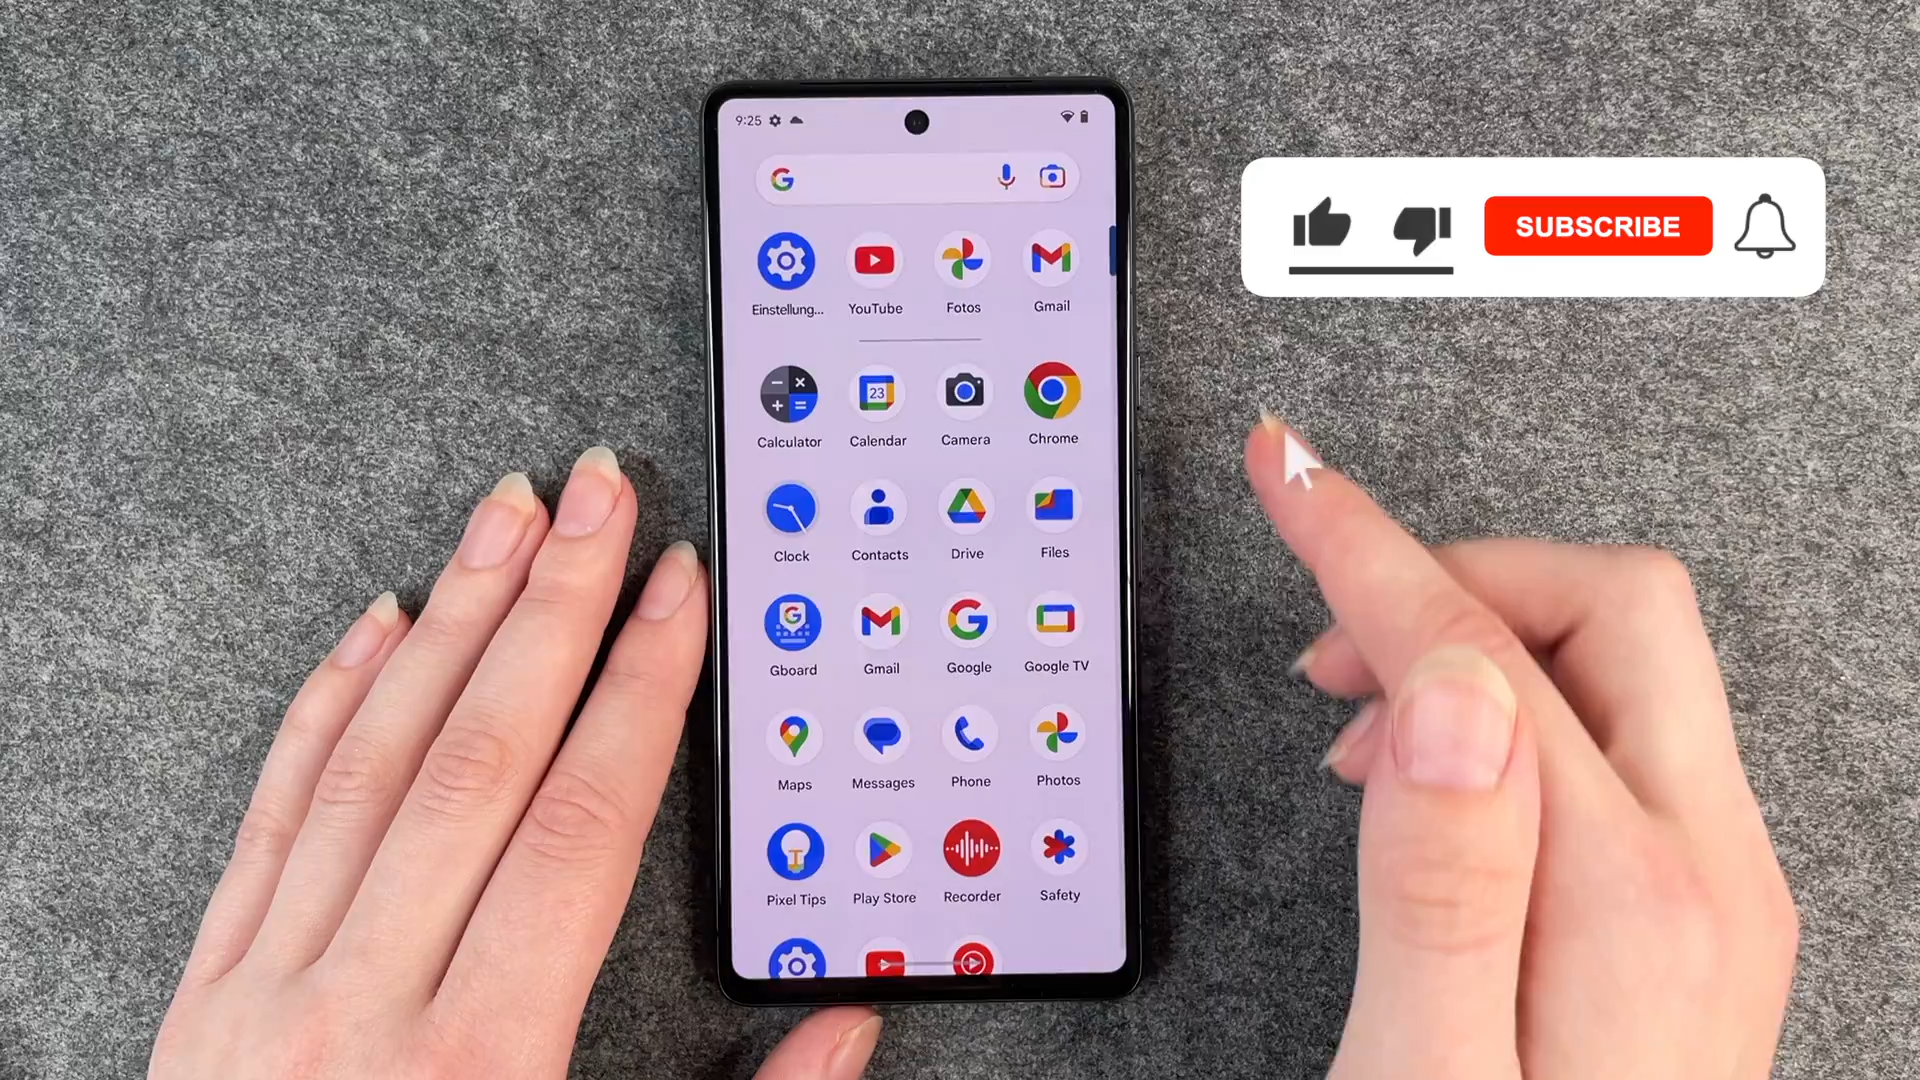 9:25
SUBSCRIBE
Einstellung... YouTube Fotos Gmail
23
Calculator Calendar Camera Chrome
Clock Contacts Drive Files
Gboard Gmail Google Google TV
Maps Messages Phone Photos
Pixel Tips Play Store Recorder Safety